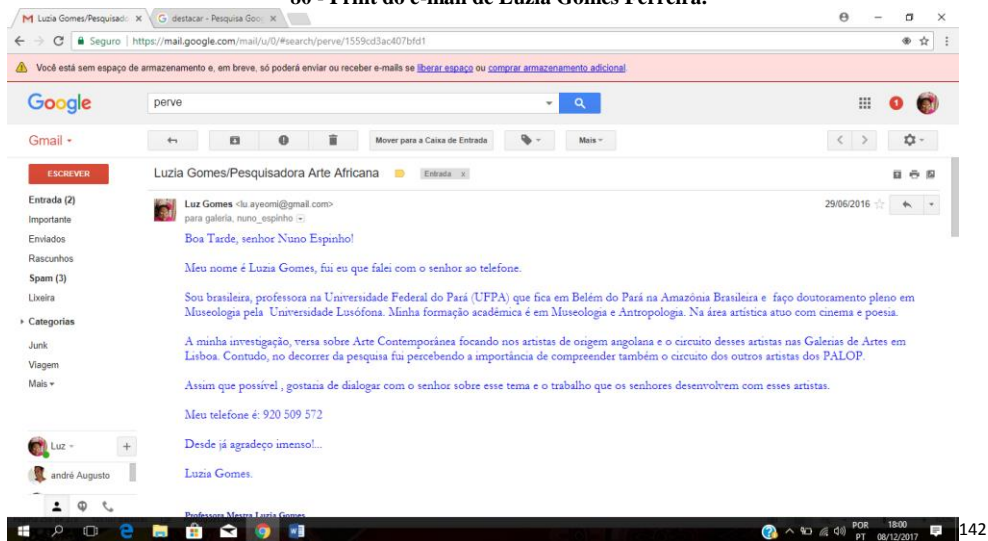 80 - Print do e-mail de Luzia Gomes Ferreira.
Luzia Gomes/Pesquisado
destacar - Pesquisa Goo
Seguro
https://mail.google.com/mail/u/0/#search/perve/1559cd3ac407bfd1
Você está sem espaço de armazenamento e, em breve, só poderá enviar ou receber e-mails se liberar espaço ou comprar armazenamento adicional.
Google
perve
1
Gmail
Mover para a Caixa de Entrada
Mais
ESCREVER
Luzia Gomes/Pesquisadora Arte Africana
Entrada x
Entrada (2)
Importante
Enviados
Rascunhos
Spam (3)
Lixeira
Categorias
Junk
Viagem
Mais
Luz Gomes <lu.ayeomi@gmail.com>
29/06/2016
para galeria, nuno_espinho
Boa Tarde, senhor Nuno Espinho!
Meu nome é Luzia Gomes, fui eu que falei com o senhor ao telefone.
Sou brasileira, professora na Universidade Federal do Pará (UFPA) que fica em Belém do Pará na Amazônia Brasileira e faço doutoramento pleno em
Museologia pela Universidade Lusófona. Minha formação acadêmica é em Museologia e Antropologia. Na área artística atuo com cinema e poesia.
A minha investigação, versa sobre Arte Contemporânea focando nos artistas de origem angolana e o circuito desses artistas nas Galerias de Artes em
Lisboa. Contudo, no decorrer da pesquisa fui percebendo a importância de compreender também o circuito dos outros artistas dos PALOP.
Assim que possível , gostaria de dialogar com o senhor sobre esse tema e o trabalho que os senhores desenvolvem com esses artistas.
Meu telefone é: 920 509 572
Desde já agradeço imenso!...
Luzia Gomes.
Professora Mestra Luzia Gomes
Luz
andré Augusto
POR
PT
18:00
08/12/2017
142